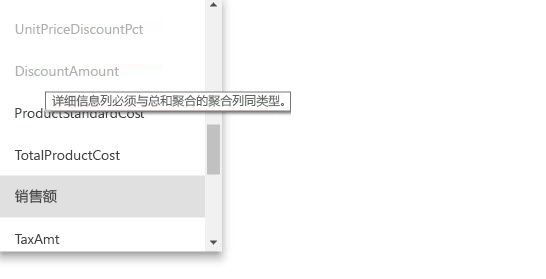 UnitPriceDiscountPct
DiscountAmount
详细信息列必须与总和聚合的聚合列同类型。
ProductStandardCost
TotalProductCost
销售额
TaxAmt